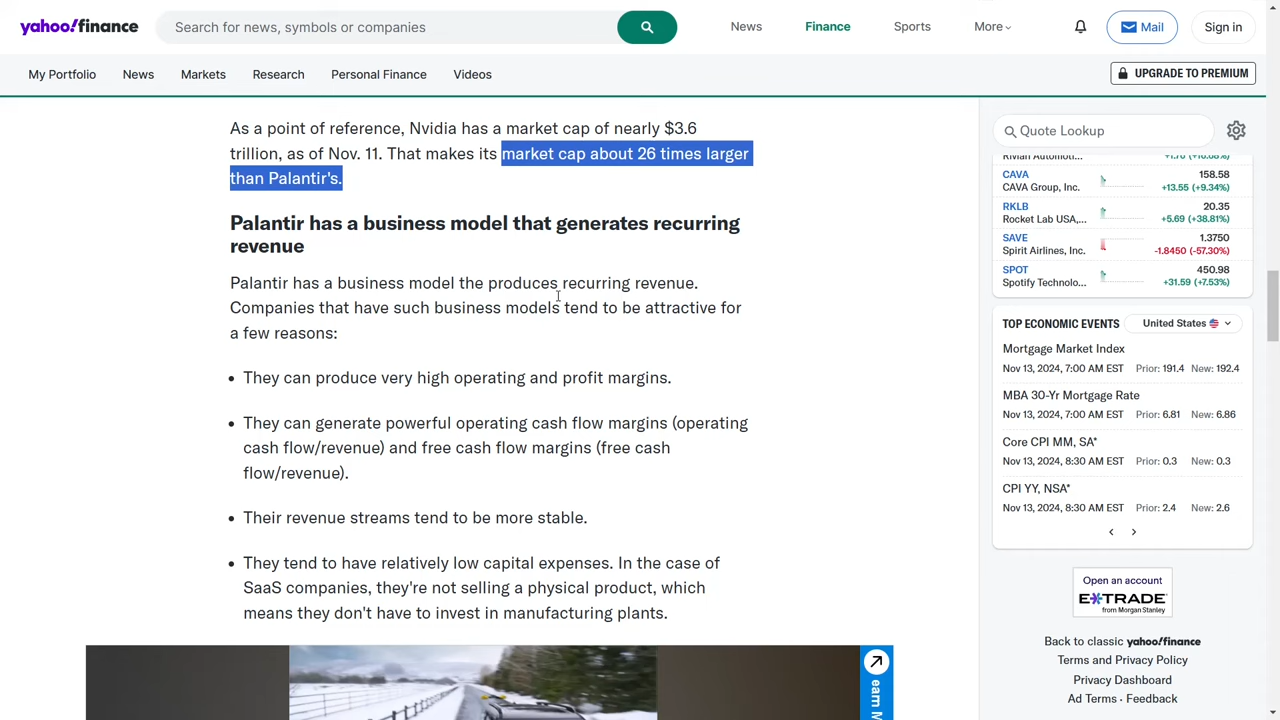 yahoo!finance
Search for news, symbols or companies
News
Finance
Sports
More
Mail
Sign in
My Portfolio
News
Markets
Research
Personal Finance
Videos
UPGRADE TO PREMIUM
As a point of reference, Nvidia has a market cap of nearly $3.6
trillion, as of Nov. 11. That makes its market cap about 26 times larger
than Palantir's.
Palantir has a business model that generates recurring
revenue
Palantir has a business model the produces recurring revenue.
Companies that have such business models tend to be attractive for
a few reasons:
• They can produce very high operating and profit margins.
• They can generate powerful operating cash flow margins (operating
cash flow/revenue) and free cash flow margins (free cash
flow/revenue).
• Their revenue streams tend to be more stable.
• They tend to have relatively low capital expenses. In the case of
SaaS companies, they're not selling a physical product, which
means they don't have to invest in manufacturing plants.
earn M
Quote Lookup
Rivian Automoti...
CAVA 158.58
CAVA Group, Inc. +13.55 (+9.34%)
RKLB 20.35
Rocket Lab USA,... +5.69 (+38.81%)
SAVE 1.3750
Spirit Airlines, Inc. -1.8450 (-57.30%)
SPOT 450.98
Spotify Technolo... +31.59 (+7.53%)
TOP ECONOMIC EVENTS United States
Mortgage Market Index
Nov 13, 2024, 7:00 AM EST Prior: 191.4 New: 192.4
MBA 30-Yr Mortgage Rate
Nov 13, 2024, 7:00 AM EST Prior: 6.81 New: 6.86
Core CPI MM, SA*
Nov 13, 2024, 8:30 AM EST Prior: 0.3 New: 0.3
CPI YY, NSA*
Nov 13, 2024, 8:30 AM EST Prior: 2.4 New: 2.6
Open an account
E*TRADE
from Morgan Stanley
Back to classic yahoo!finance
Terms and Privacy Policy
Privacy Dashboard
Ad Terms · Feedback